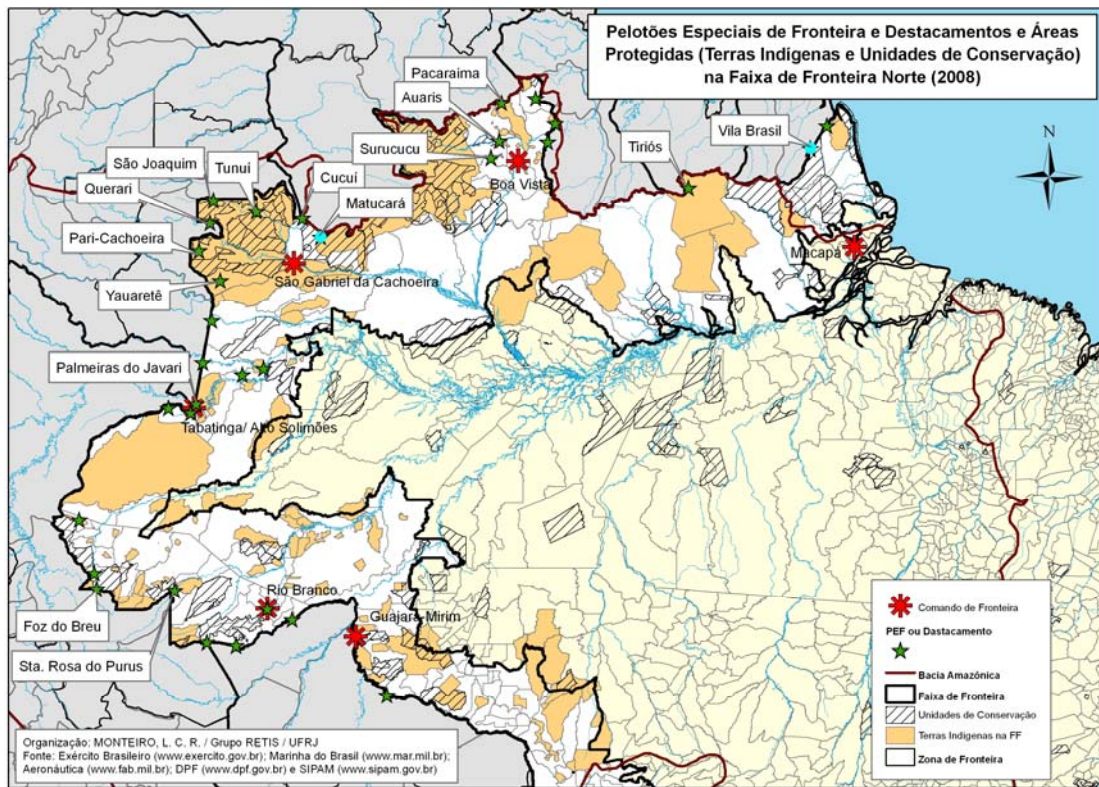 Pelotões Especiais de Fronteira e Destacamentos e Áreas
Protegidas (Terras Indígenas e Unidades de Conservação)
na Faixa de Fronteira Norte (2008)
Pacaraima
Auaris
Surucucu
Boa Vista
Vila Brasil
Tiriós
N
São Joaquim
Tunuí
Querari
Cucuí
Matucará
Pari-Cachoeira
Macapá
São Gabriel da Cachoeira
Yauaretê
Palmeiras do Javari
Tabatinga/ Alto Solimões
Rio Branco
Guajará-Mirim
Foz do Breu
Sta. Rosa do Purus
Comando de Fronteira
PEF ou Dastacamento
Bacia Amazônica
Faixa de Fronteira
Unidades de Conservação
Terras Indígenas na FF
Zona de Fronteira
Organização: MONTEIRO, L. C. R. / Grupo RETIS / UFRJ
Fonte: Exército Brasileiro (www.exercito.gov.br); Marinha do Brasil (www.mar.mil.br);
Aeronáutica (www.fab.mil.br); DPF (www.dpf.gov.br) e SIPAM (www.sipam.gov.br)